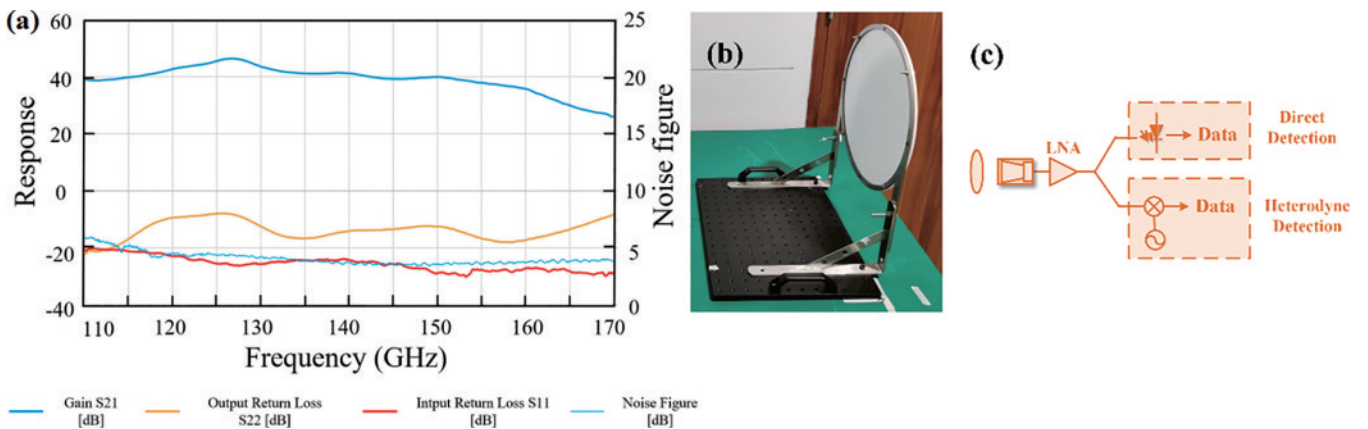 (a)
60
40
20
0
-20
-40
Response
25
20
15
10
5
0
Noise figure
110 120 130 140 150 160 170
Frequency (GHz)
Gain S21
[dB]
Output Return Loss
S22 [dB]
Intput Return Loss S11
[dB]
Noise Figure
[dB]
(b)
(c)
LNA
Data
Direct
Detection
Data
Heterodyne
Detection